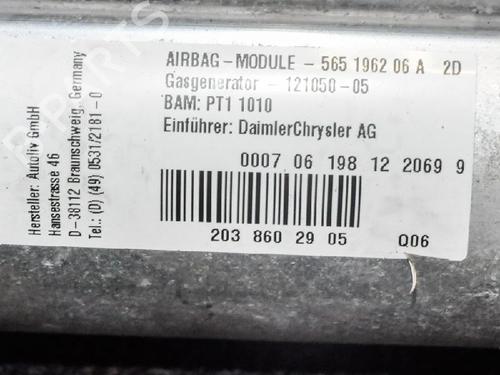 AIRBAG-MODULE - 565 1962 06 A 2D
Gasgenerator - 121050-05
BAM: PT1 1010
Einführer: DaimlerChrysler AG
0007 06 198 12 2069 9
203 860 29 05 Q06
Hersteller: Autoliv GmbH
Hansestrasse 46
D-38112 Braunschweig, Germany
Tel.: (0) (49) 0531/2181-0